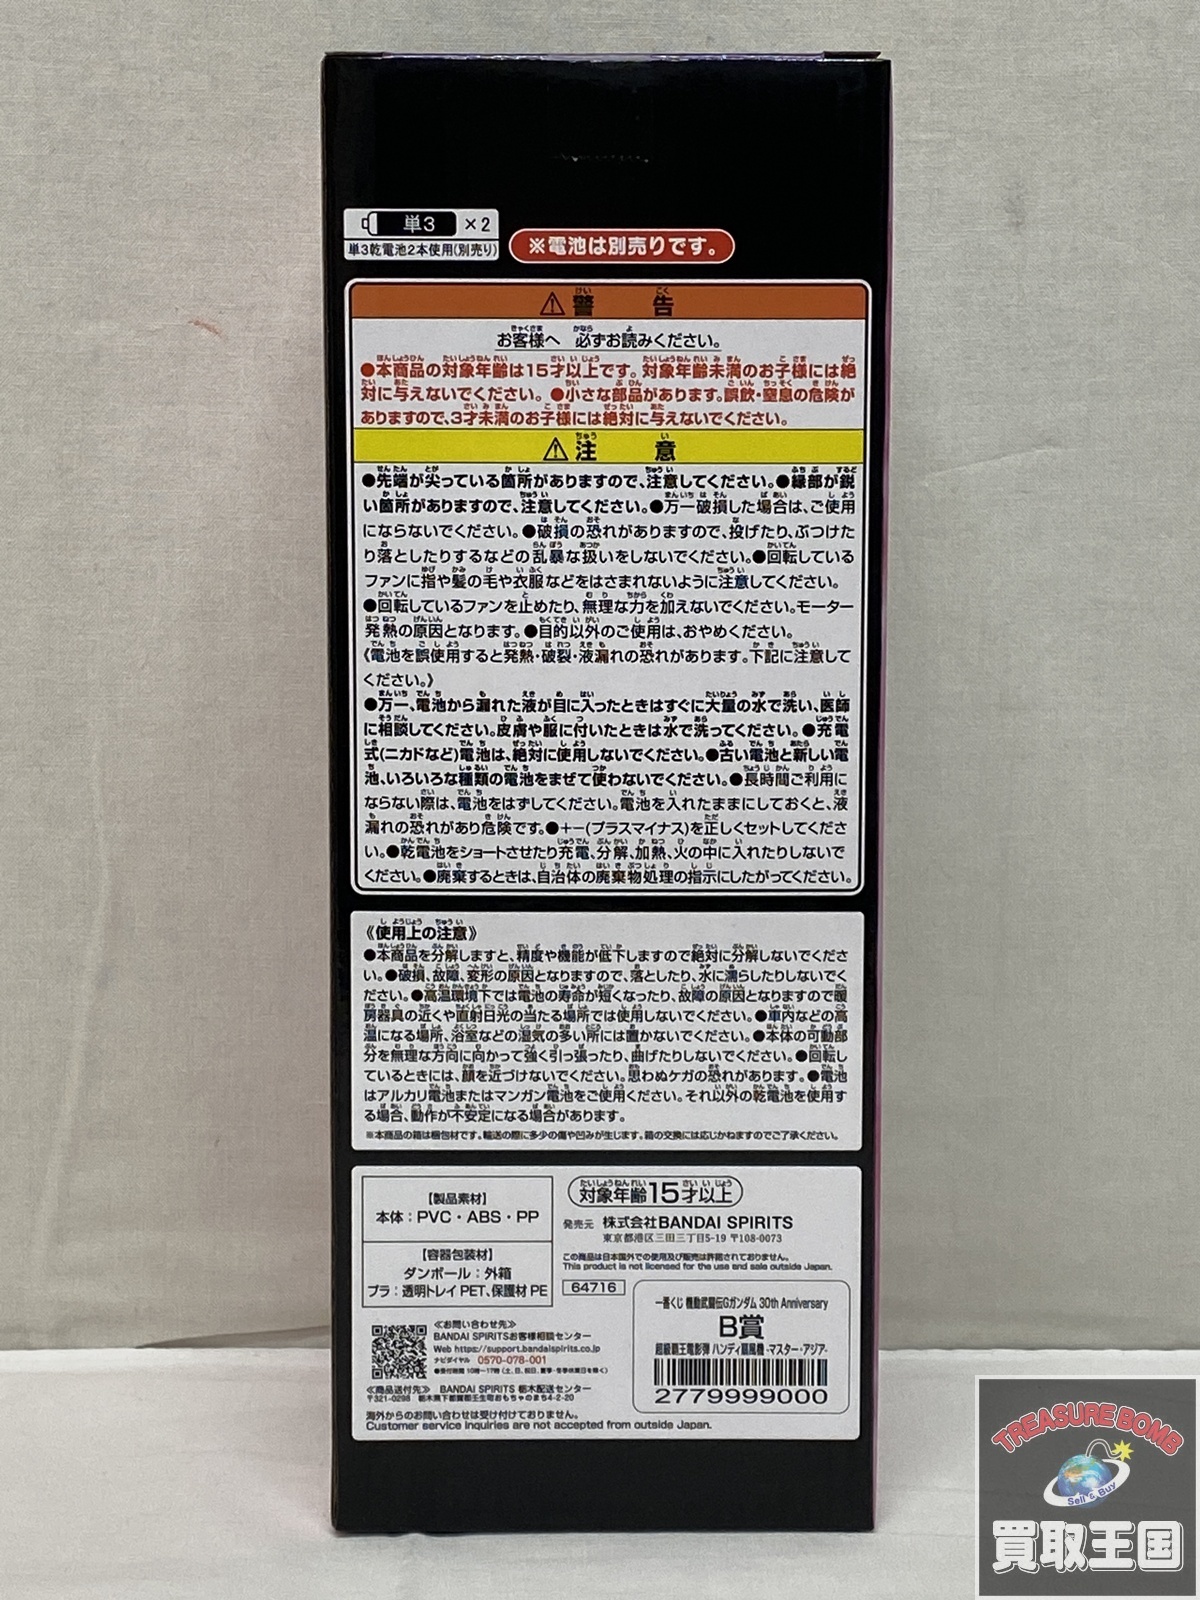 単3 ×2
単3乾電池2本使用(別売り)
※電池は別売りです。
⚠警告
お客様へ 必ずお読みください。
●本商品の対象年齢は15才以上です。対象年齢未満のお子様には絶
対に与えないでください。●小さな部品があります。誤飲・窒息の危険が
ありますので、3才未満のお子様には絶対に与えないでください。
⚠注意
●先端が尖っている箇所がありますので、注意してください。●縁部が鋭
い箇所がありますので、注意してください。●万一破損した場合は、ご使用
にならないでください。●破損の恐れがありますので、投げたり、ぶつけた
り落としたりするなどの乱暴な扱いをしないでください。●回転している
ファンに指や髪の毛や衣服などをはさまれないように注意してください。
●回転しているファンを止めたり、無理な力を加えないでください。モーター
発熱の原因となります。●目的以外のご使用は、おやめください。
《電池を誤使用すると発熱・破裂・液漏れの恐れがあります。下記に注意して
ください。》
●万一、電池から漏れた液が目に入ったときはすぐに大量の水で洗い、医師
に相談してください。皮膚や服に付いたときは水で洗ってください。●充電
式(ニカドなど)電池は、絶対に使用しないでください。●古い電池と新しい電
池、いろいろな種類の電池をまぜて使わないでください。●長時間ご利用に
ならない際は、電池をはずしてください。電池を入れたままにしておくと、液
漏れの恐れがあり危険です。●+−(プラスマイナス)を正しくセットしてくださ
い。●乾電池をショートさせたり充電、分解、加熱、火の中に入れたりしないで
ください。●廃棄するときは、自治体の廃棄物処理の指示にしたがってください。
《使用上の注意》
●本商品を分解しますと、精度や機能が低下しますので絶対に分解しないでくださ
い。●破損、故障、変形の原因となりますので、落としたり、水に濡らしたりしないでく
ださい。●高温環境下では電池の寿命が短くなったり、故障の原因となりますので暖
房器具の近くや直射日光の当たる場所では使用しないでください。●車内などの高
温になる場所、浴室などの湿気の多い所には置かないでください。●本体の可動部
分を無理な方向に向かって強く引っ張ったり、曲げたりしないでください。●回転し
ているときには、顔を近づけないでください。思わぬケガの恐れがあります。●電池
はアルカリ電池またはマンガン電池をご使用ください。それ以外の乾電池を使用す
る場合、動作が不安定になる場合があります。
※本商品の箱は梱包材です。輸送の際に多少の傷や凹みが生じます。箱の交換には応じかねますのでご了承ください。
【製品素材】
本体：PVC・ABS・PP
【容器包装材】
ダンボール：外箱
プラ：透明トレイPET、保護材PE
対象年齢15才以上
発売元 株式会社BANDAI SPIRITS
東京都港区三田三丁目5-19 〒108-0073
この商品は日本国外での使用及び販売は許諾されておりません。
This product is not licensed for the use and sale outside Japan.
64716
≪お問い合わせ先≫
BANDAI SPIRITSお客様相談センター
Web https://support.bandaispirits.co.jp
ナビダイヤル 0570-078-001
●受付時間 10時〜17時(土、日、祝日、夏季・冬季休業日を除く)
≪商品送付先≫ BANDAI SPIRITS 栃木配送センター
〒321-0298 栃木県下都賀郡壬生町おもちゃのまち4-2-20
海外からのお問い合わせは受け付けておりません。
Customer service inquiries are not accepted from outside Japan.
一番くじ 機動武闘伝Gガンダム 30th Anniversary
B賞
超級覇王電影弾 ハンディ扇風機 -マスター・アジア-
2779999000
TREASURE BOMB
Sell & Buy
買取王国